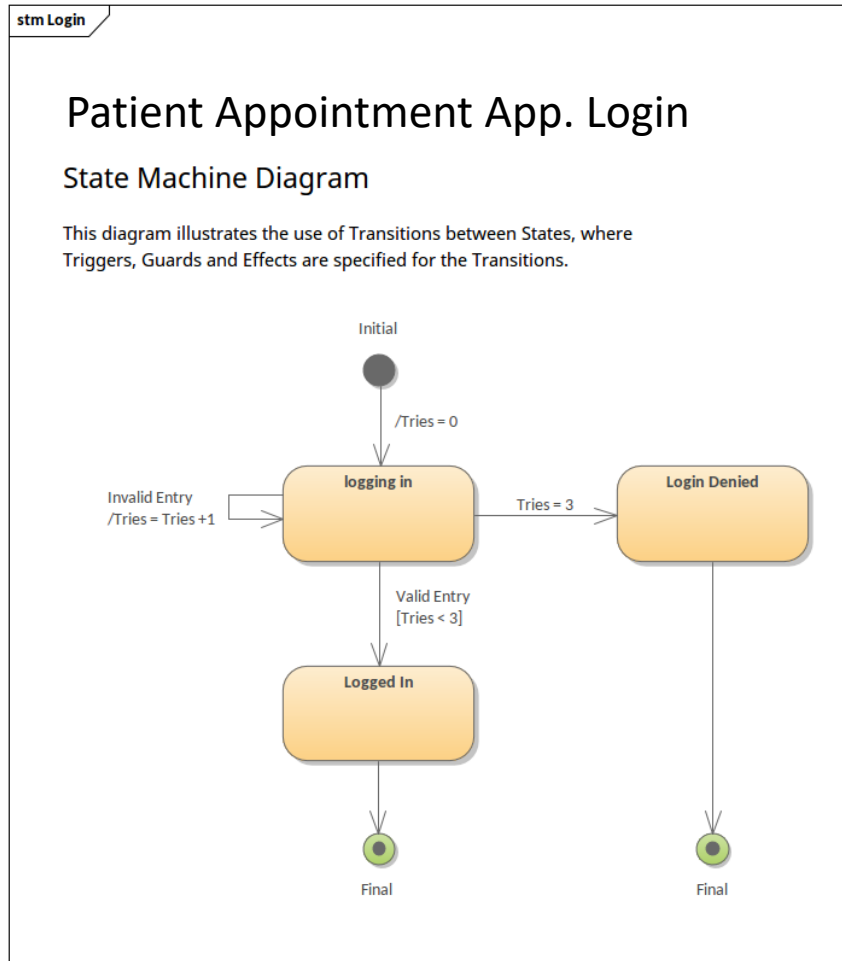 stm Login
Patient Appointment App. Login
State Machine Diagram
This diagram illustrates the use of Transitions between States, where
Triggers, Guards and Effects are specified for the Transitions.
Initial
/Tries = 0
logging in
Login Denied
Invalid Entry
/Tries = Tries +1
Tries = 3
Valid Entry
[Tries < 3]
Logged In
Final
Final